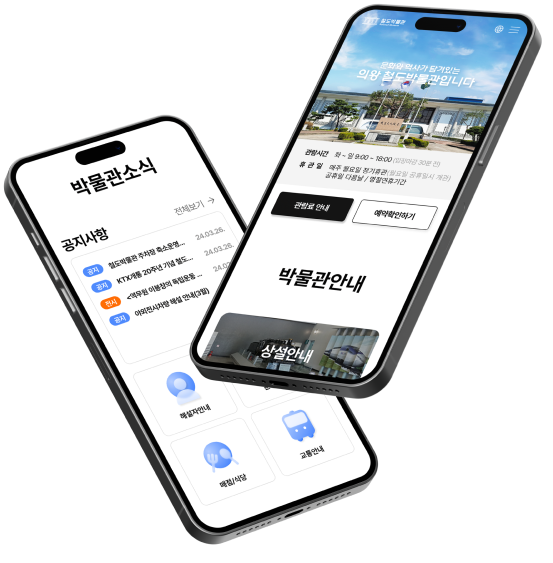 철도박물관
문화와 역사가 담겨있는
의왕 철도박물관입니다
관람시간 화 ~ 일 9:00 ~ 18:00 (입장마감 30분 전)
휴 관 일 매주 월요일 정기휴관(월요일 공휴일시 개관)
공휴일 다음날 / 명절연휴기간
관람료 안내
예약확인하기
박물관안내
상설안내
박물관소식
전체보기
공지사항
공지 철도박물관 주차장 축소운영... 24.03.26.
공지 KTX개통 20주년 기념 철도... 24.03.26.
전시 <역무원 이봉창의 독립운동 ... 24.02
공지 야외전시차량 해설 안내(3월)
해설자안내
매점/식당
교통안내